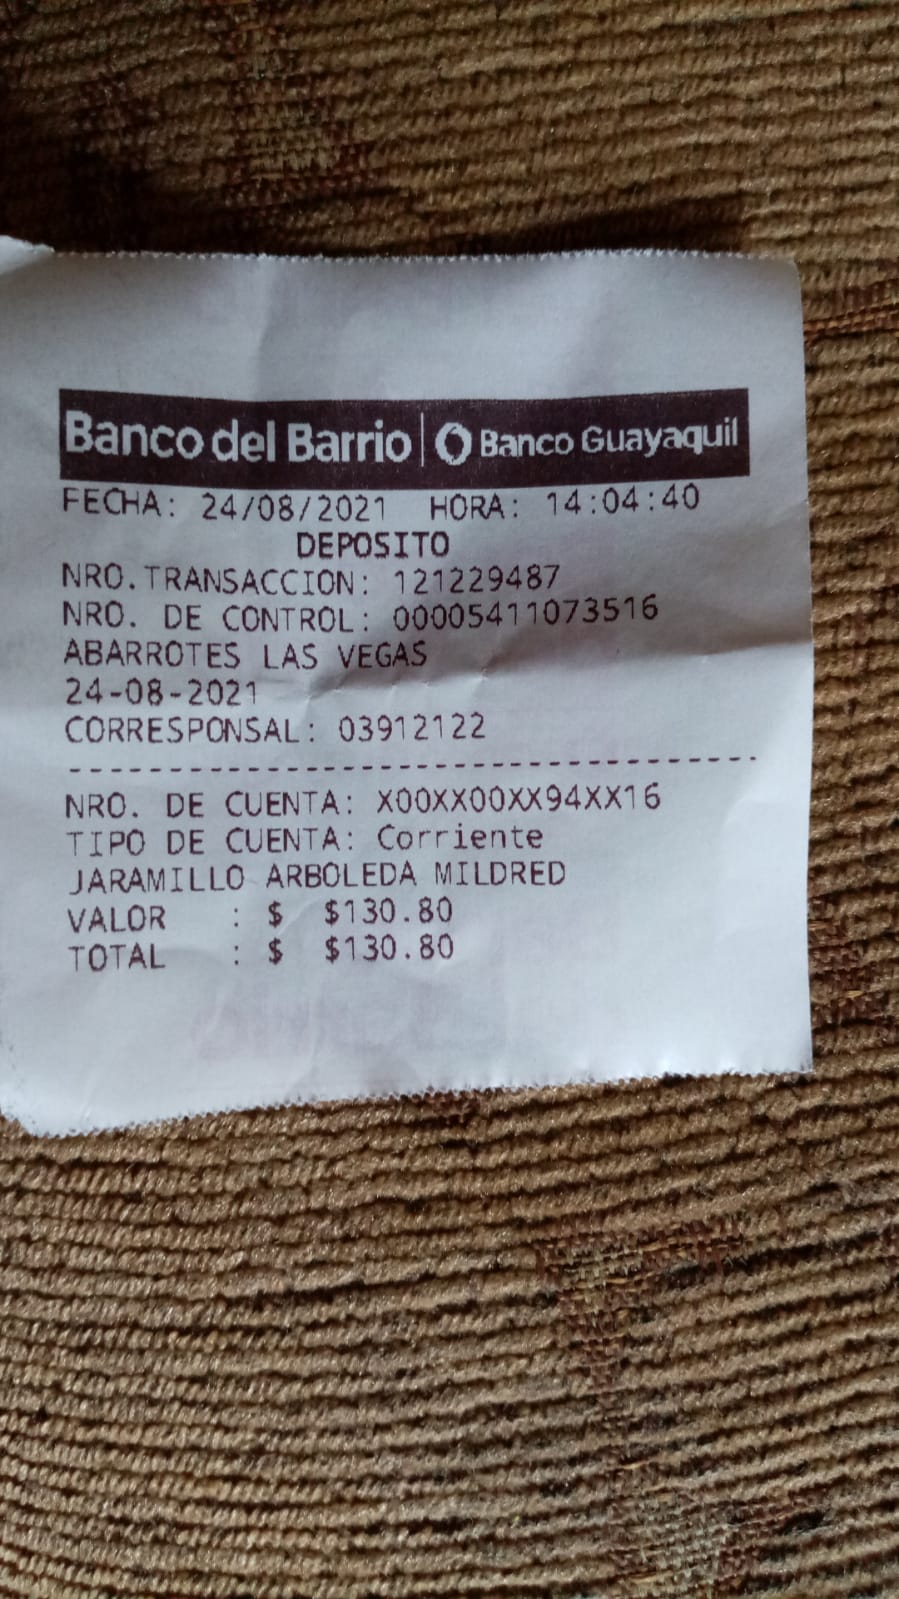 Banco del Barrio | Banco Guayaquil
FECHA: 24/08/2021 HORA: 14:04:40
DEPOSITO
NRO.TRANSACCION: 121229487
NRO. DE CONTROL: 00005411073516
ABARROTES LAS VEGAS
24-08-2021
CORRESPONSAL: 03912122
NRO. DE CUENTA: X00XX00XX94XX16
TIPO DE CUENTA: Corriente
JARAMILLO ARBOLEDA MILDRED
VALOR : $ $130.80
TOTAL : $ $130.80